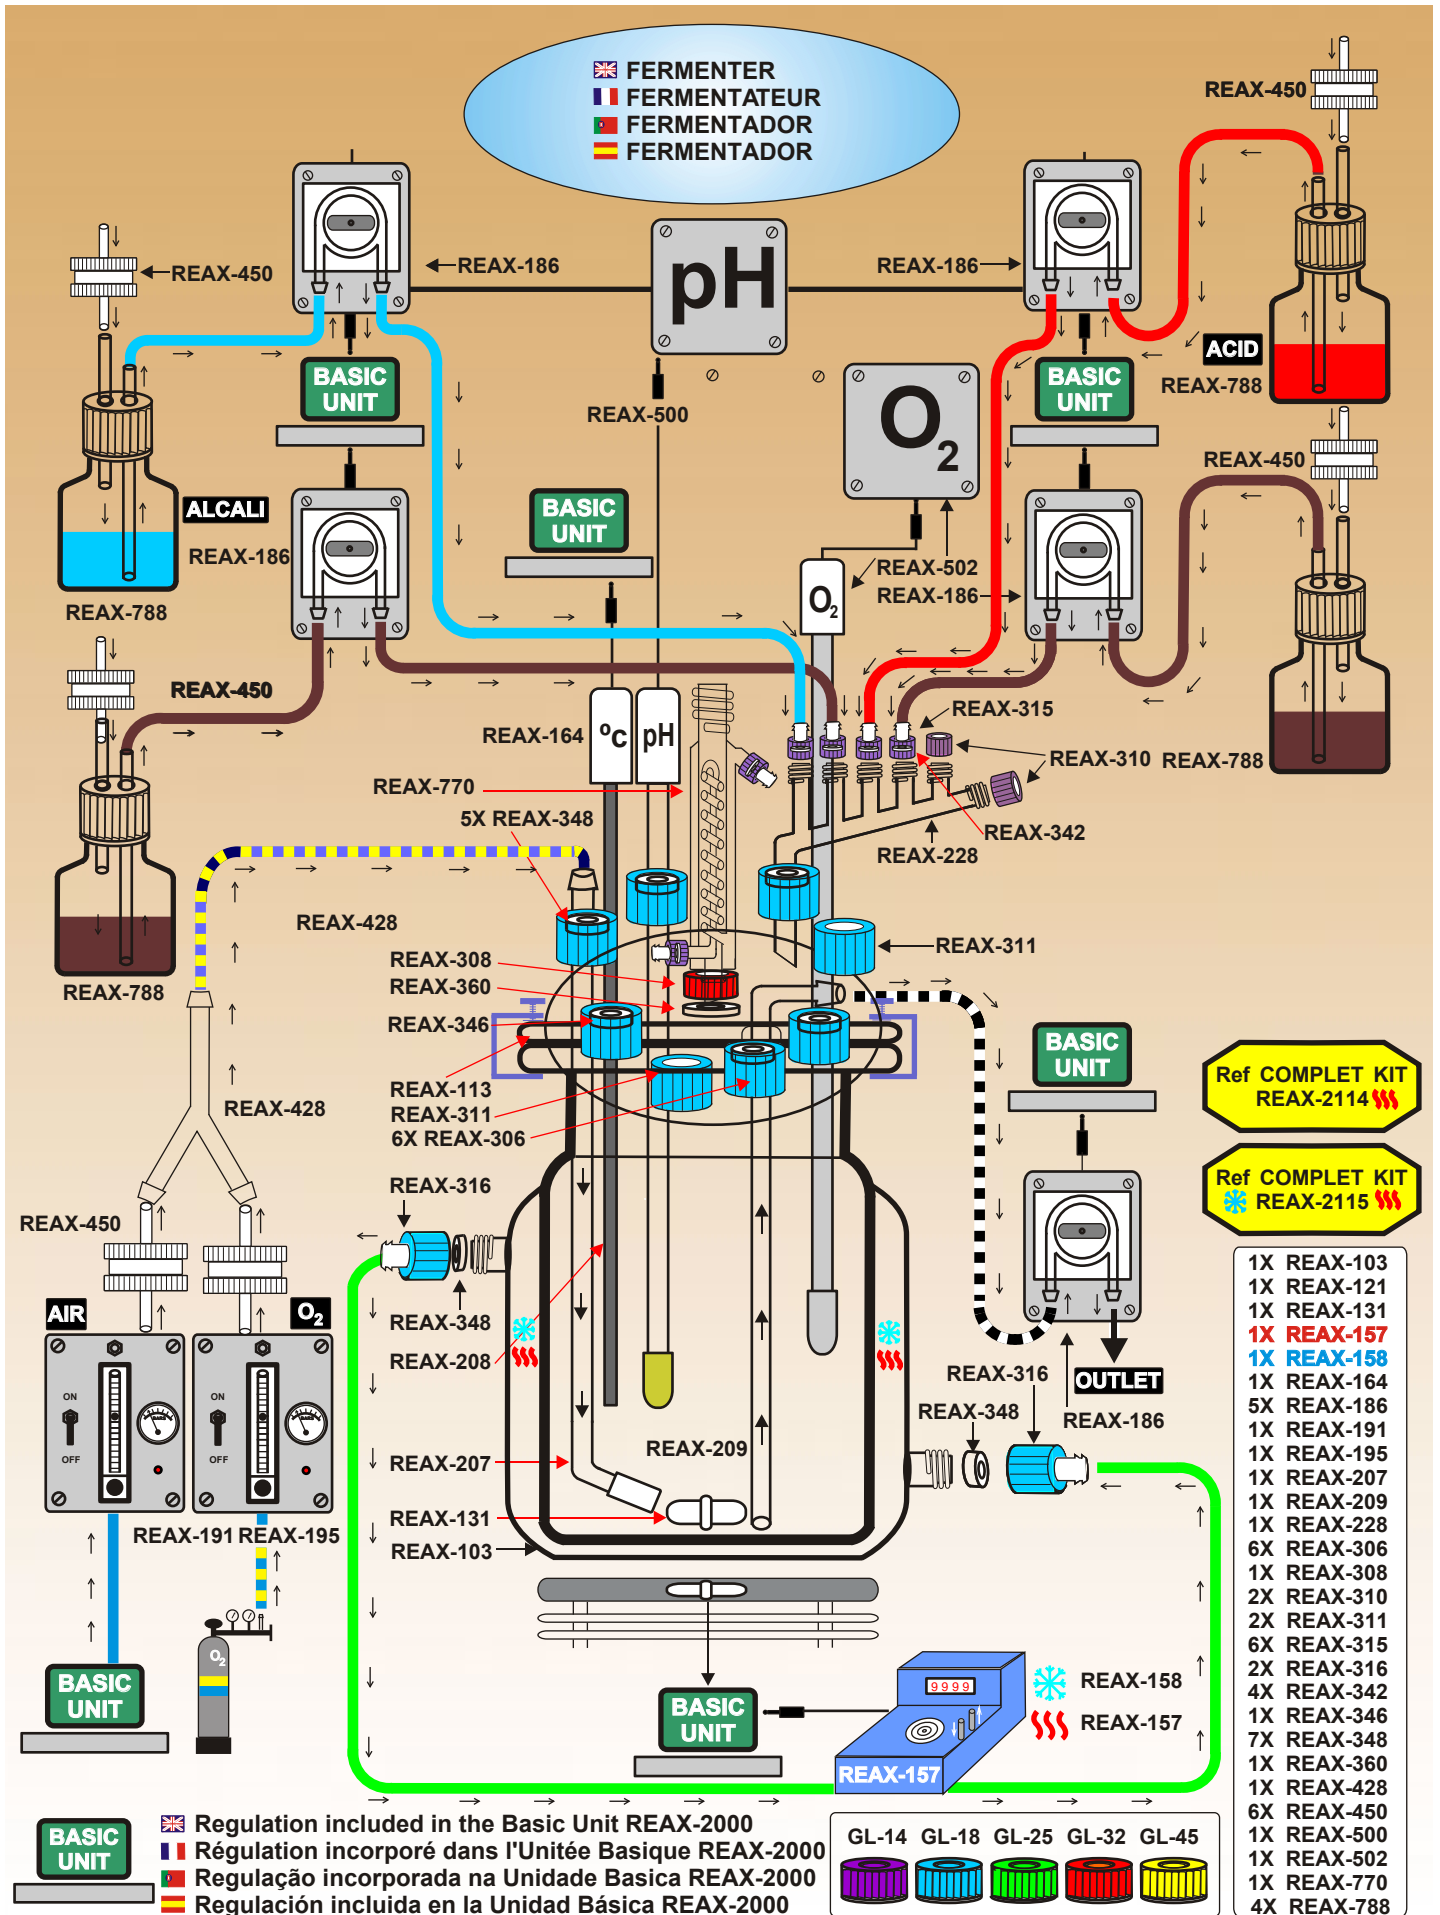 FERMENTER
FERMENTATEUR
FERMENTADOR
FERMENTADOR
REAX-450
REAX-450
REAX-186
pH
REAX-186
ACID
REAX-788
BASIC
UNIT
BASIC
UNIT
REAX-500
O2
REAX-450
ALCALI
BASIC
UNIT
REAX-186
REAX-502
REAX-186
REAX-788
O2
REAX-450
REAX-315
REAX-164
ºc
pH
REAX-310
REAX-788
REAX-770
5X REAX-348
REAX-342
REAX-228
REAX-428
REAX-311
REAX-308
REAX-360
REAX-788
REAX-346
BASIC
UNIT
REAX-113
REAX-311
6X REAX-306
REAX-428
Ref COMPLET KIT
REAX-2114
Ref COMPLET KIT
REAX-2115
REAX-316
REAX-450
AIR
O2
REAX-348
REAX-208
REAX-316
OUTLET
REAX-348
REAX-186
ON
OFF
BARS
ON
OFF
BARS
REAX-209
REAX-207
REAX-131
REAX-103
REAX-191
REAX-195
O2
BASIC
UNIT
BASIC
UNIT
9999
REAX-158
REAX-157
REAX-157
1X REAX-103
1X REAX-121
1X REAX-131
1X REAX-157
1X REAX-158
1X REAX-164
5X REAX-186
1X REAX-191
1X REAX-195
1X REAX-207
1X REAX-209
1X REAX-228
6X REAX-306
1X REAX-308
2X REAX-310
2X REAX-311
6X REAX-315
2X REAX-316
4X REAX-342
1X REAX-346
7X REAX-348
1X REAX-360
1X REAX-428
6X REAX-450
1X REAX-500
1X REAX-502
1X REAX-770
4X REAX-788
BASIC
UNIT
Regulation included in the Basic Unit REAX-2000
Régulation incorporé dans l'Unitée Basique REAX-2000
Regulação incorporada na Unidade Basica REAX-2000
Regulación incluida en la Unidad Básica REAX-2000
GL-14 GL-18 GL-25 GL-32 GL-45